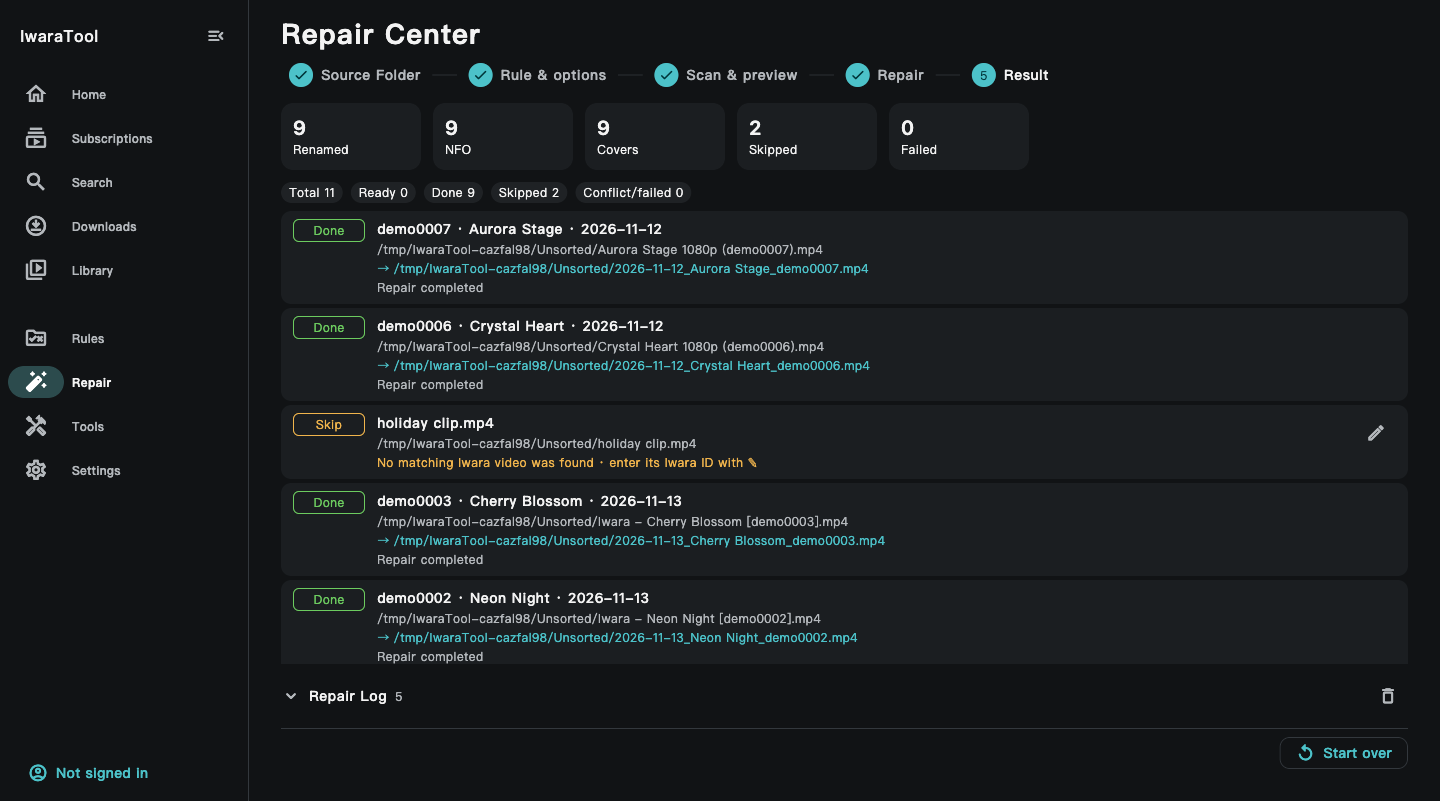 IwaraTool
Home
Subscriptions
Search
Downloads
Library
Rules
Repair
Tools
Settings
Not signed in
Repair Center
Source Folder
Rule & options
Scan & preview
Repair
5 Result
9
Renamed
9
NFO
9
Covers
2
Skipped
0
Failed
Total 11
Ready 0
Done 9
Skipped 2
Conflict/failed 0
Done
demo0007 · Aurora Stage · 2026-11-12
/tmp/IwaraTool-cazfal98/Unsorted/Aurora Stage 1080p (demo0007).mp4
→ /tmp/IwaraTool-cazfal98/Unsorted/2026-11-12_Aurora Stage_demo0007.mp4
Repair completed
Done
demo0006 · Crystal Heart · 2026-11-12
/tmp/IwaraTool-cazfal98/Unsorted/Crystal Heart 1080p (demo0006).mp4
→ /tmp/IwaraTool-cazfal98/Unsorted/2026-11-12_Crystal Heart_demo0006.mp4
Repair completed
Skip
holiday clip.mp4
/tmp/IwaraTool-cazfal98/Unsorted/holiday clip.mp4
No matching Iwara video was found · enter its Iwara ID with ✎
Done
demo0003 · Cherry Blossom · 2026-11-13
/tmp/IwaraTool-cazfal98/Unsorted/Iwara - Cherry Blossom [demo0003].mp4
→ /tmp/IwaraTool-cazfal98/Unsorted/2026-11-13_Cherry Blossom_demo0003.mp4
Repair completed
Done
demo0002 · Neon Night · 2026-11-13
/tmp/IwaraTool-cazfal98/Unsorted/Iwara - Neon Night [demo0002].mp4
→ /tmp/IwaraTool-cazfal98/Unsorted/2026-11-13_Neon Night_demo0002.mp4
Repair completed
Repair Log 5
Start over